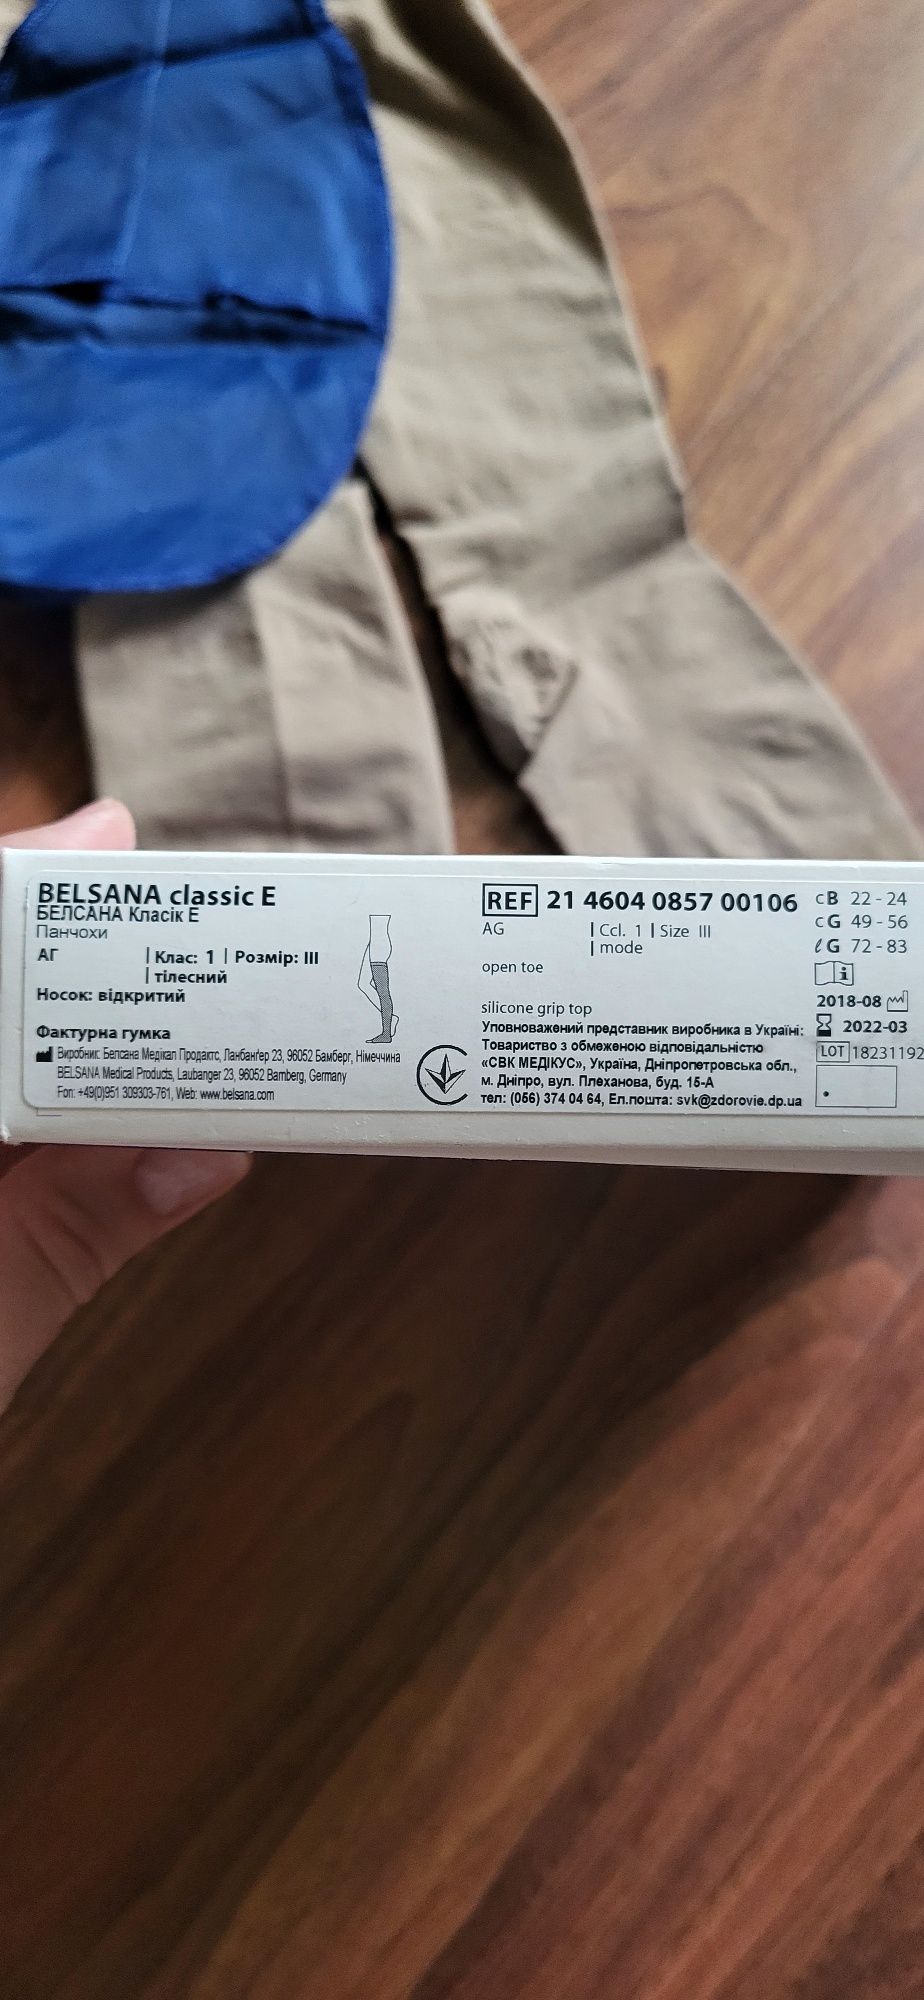 BELSANA classic E
БЕЛСАНА Класік Е
Панчохи
АГ | Клас: 1 | Розмір: III
| тілесний
Носок: відкритий
Фактурна гумка
Виробник: Белсана Медікал Продактс, Ланбанґер 23, 96052 Бамберг, Німеччина
BELSANA Medical Products, Laubanger 23, 96052 Bamberg, Germany
Fon: +49(0)951 309303-761, Web: www.belsana.com
REF 21 4604 0857 00106
AG | Ccl. 1 | Size III
| mode
open toe
silicone grip top
Уповноважений представник виробника в Україні:
Товариство з обмеженою відповідальністю
«СВК МЕДІКУС», Україна, Дніпропетровська обл.,
м. Дніпро, вул. Плеханова, буд. 15-А
тел: (056) 374 04 64, Ел.пошта: svk@zdorovie.dp.ua
cB 22 - 24
cG 49 - 56
ℓG 72 - 83
i
2018-08
2022-03
LOT 18231192